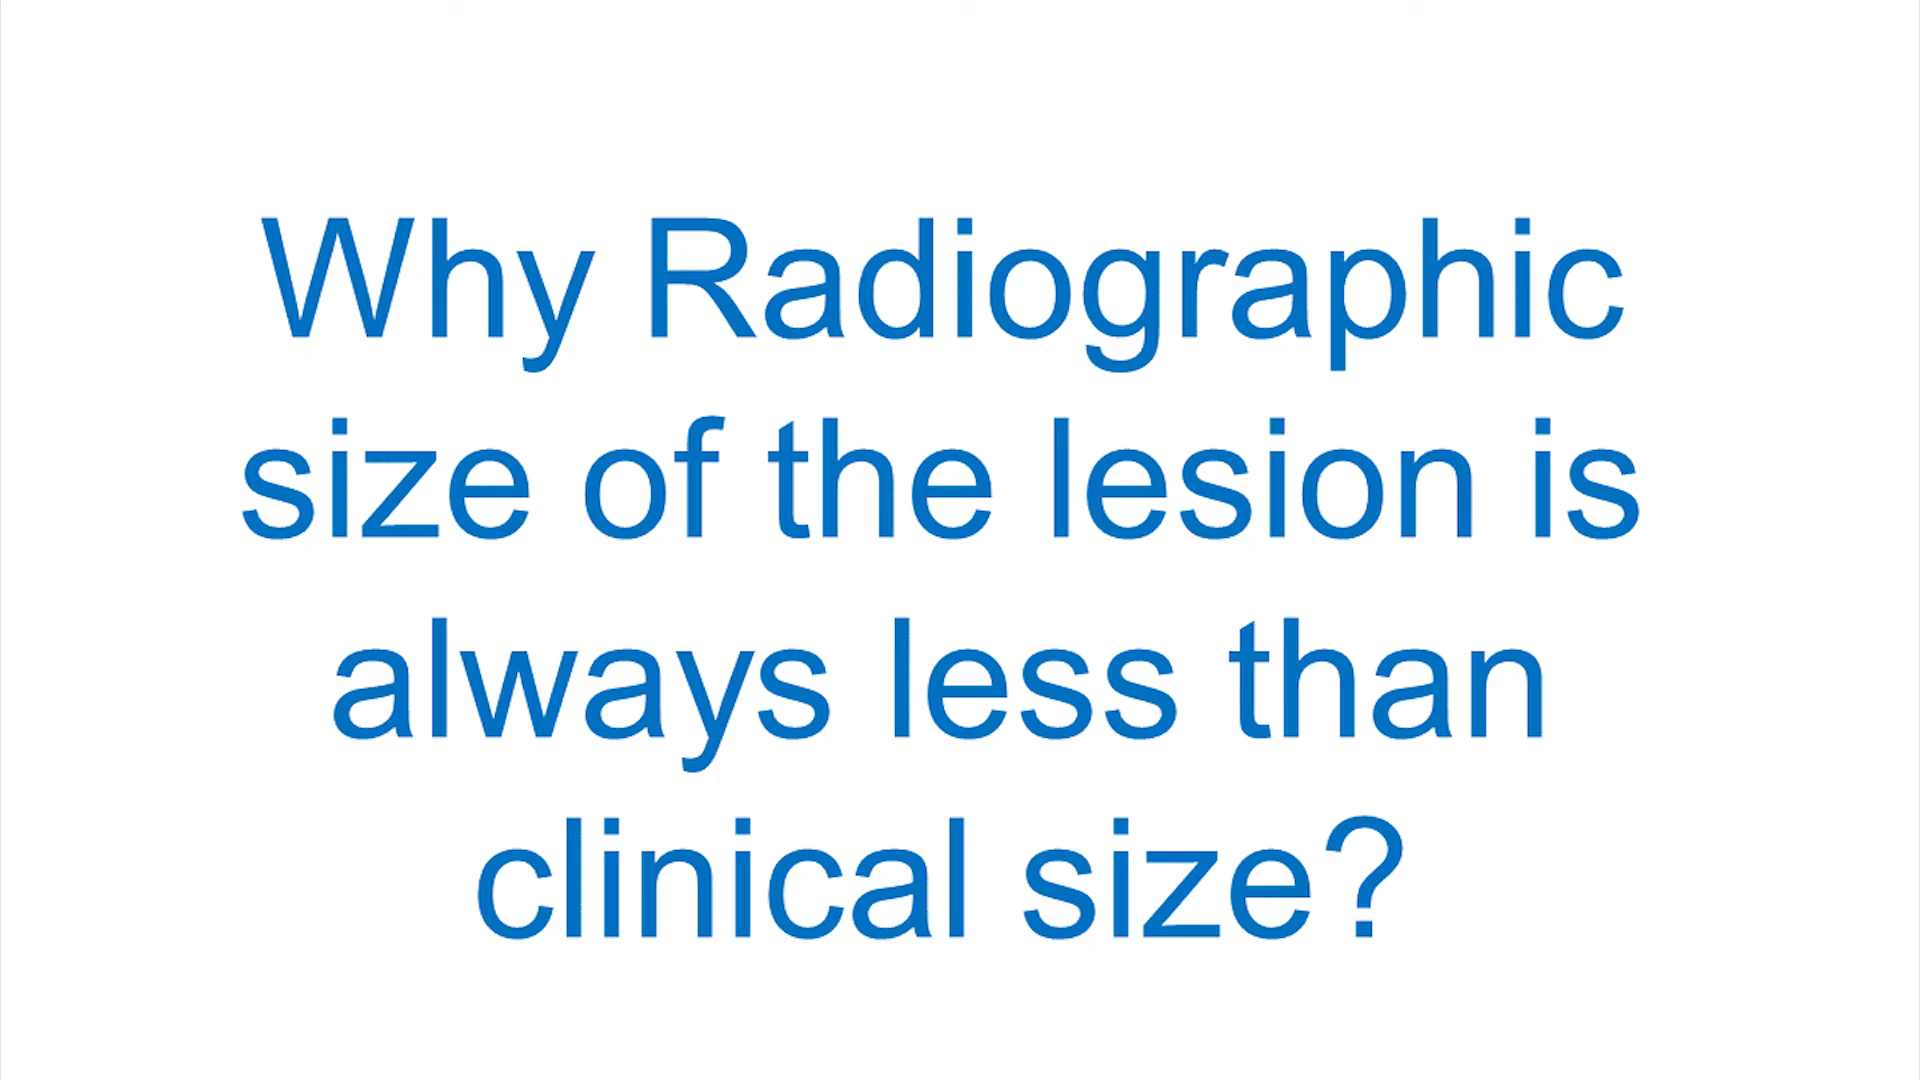 Why Radiographic
size of the lesion is
always less than
clinical size?